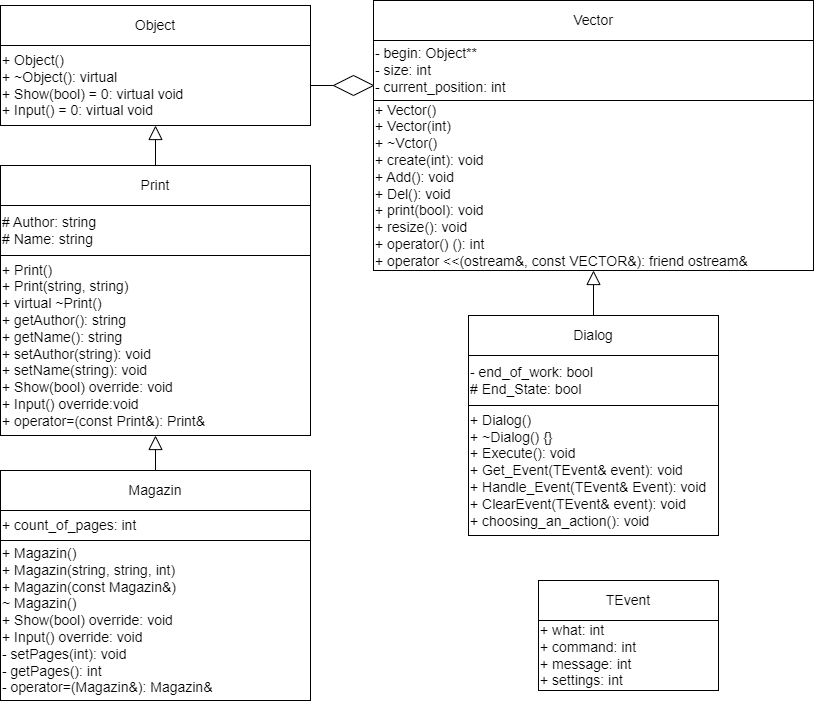 Object
+ Object()
+ ~Object(): virtual
+ Show(bool) = 0: virtual void
+ Input() = 0: virtual void
Print
# Author: string
# Name: string
+ Print()
+ Print(string, string)
+ virtual ~Print()
+ getAuthor(): string
+ getName(): string
+ setAuthor(string): void
+ setName(string): void
+ Show(bool) override: void
+ Input() override:void
+ operator=(const Print&): Print&
Magazin
+ count_of_pages: int
+ Magazin()
+ Magazin(string, string, int)
+ Magazin(const Magazin&)
~ Magazin()
+ Show(bool) override: void
+ Input() override: void
- setPages(int): void
- getPages(): int
- operator=(Magazin&): Magazin&
Vector
- begin: Object**
- size: int
- current_position: int
+ Vector()
+ Vector(int)
+ ~Vctor()
+ create(int): void
+ Add(): void
+ Del(): void
+ print(bool): void
+ resize(): void
+ operator() (): int
+ operator <<(ostream&, const VECTOR&): friend ostream&
Dialog
- end_of_work: bool
# End_State: bool
+ Dialog()
+ ~Dialog() {}
+ Execute(): void
+ Get_Event(TEvent& event): void
+ Handle_Event(TEvent& Event): void
+ ClearEvent(TEvent& event): void
+ choosing_an_action(): void
TEvent
+ what: int
+ command: int
+ message: int
+ settings: int